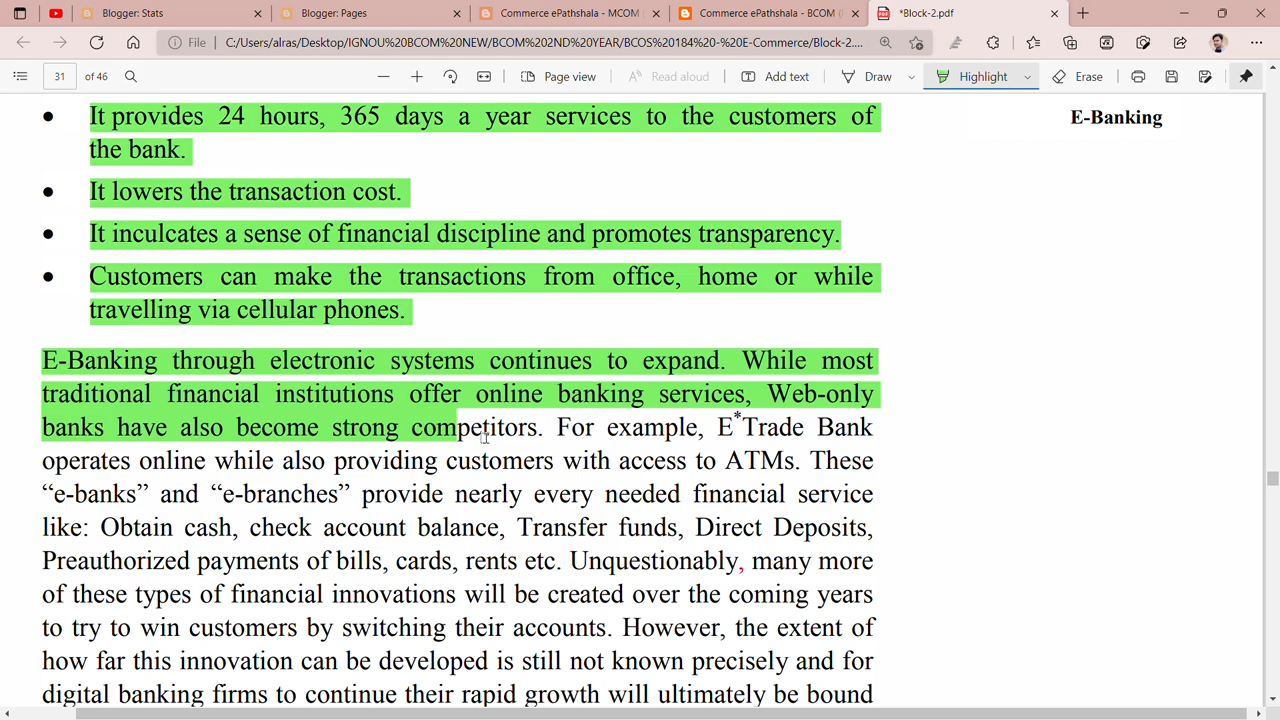 Blogger: Stats
Blogger: Pages
Commerce ePathshala - MCOM
Commerce ePathshala - BCOM (
*Block-2.pdf
File
C:/Users/alras/Desktop/IGNOU%20BCOM%20NEW/BCOM%202ND%20YEAR/BCOS%20184%20-%20E-Commerce/Block-2....
31 of 46
Page view
Read aloud
Add text
Draw
Highlight
Erase
E-Banking
• It provides 24 hours, 365 days a year services to the customers of
the bank.
• It lowers the transaction cost.
• It inculcates a sense of financial discipline and promotes transparency.
• Customers can make the transactions from office, home or while
travelling via cellular phones.
E-Banking through electronic systems continues to expand. While most
traditional financial institutions offer online banking services, Web-only
banks have also become strong competitors. For example, E*Trade Bank
operates online while also providing customers with access to ATMs. These
“e-banks” and “e-branches” provide nearly every needed financial service
like: Obtain cash, check account balance, Transfer funds, Direct Deposits,
Preauthorized payments of bills, cards, rents etc. Unquestionably, many more
of these types of financial innovations will be created over the coming years
to try to win customers by switching their accounts. However, the extent of
how far this innovation can be developed is still not known precisely and for
digital banking firms to continue their rapid growth will ultimately be bound